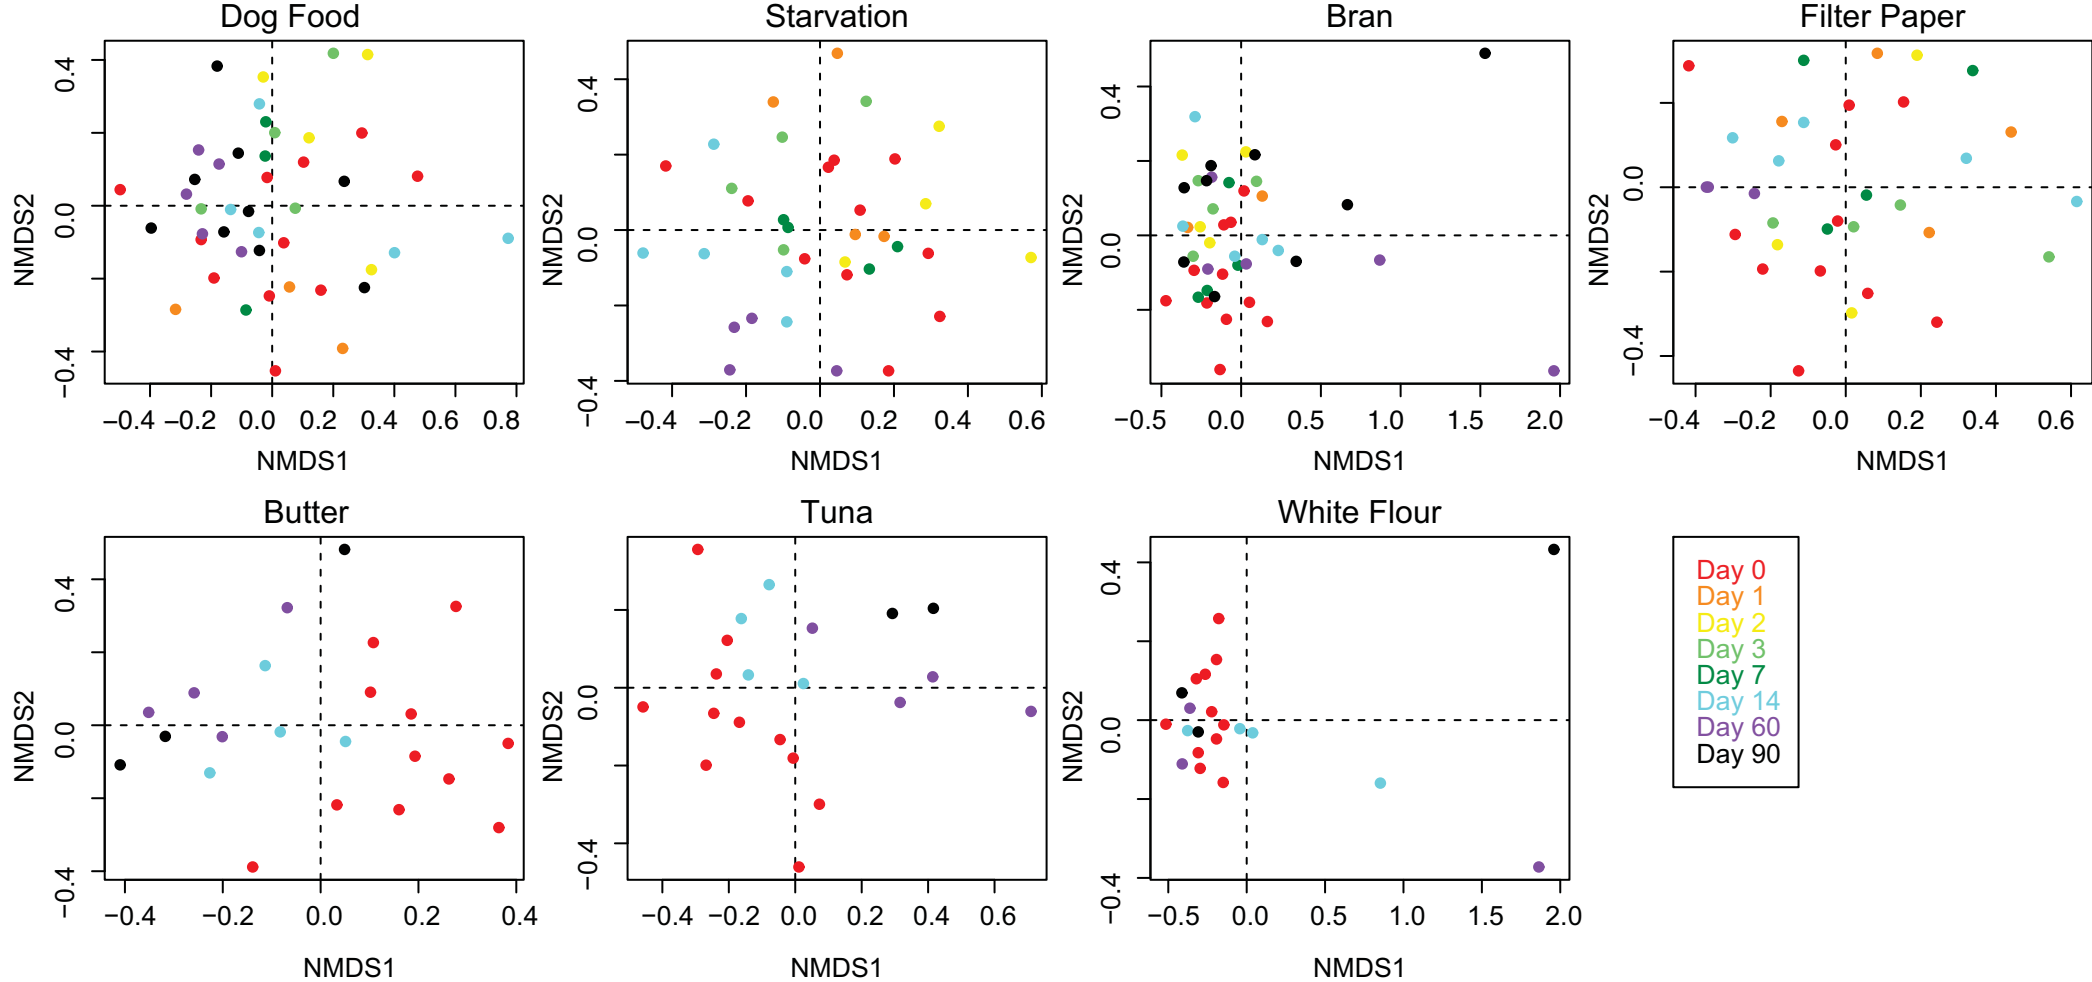 Dog Food
Starvation
Bran
Filter Paper
0.4
0.0
−0.4
NMDS2
−0.4 −0.2 0.0 0.2 0.4 0.6 0.8
NMDS1
0.4
0.0
−0.4
NMDS2
−0.4 −0.2 0.0 0.2 0.4 0.6
NMDS1
0.4
0.0
NMDS2
−0.5 0.0 0.5 1.0 1.5 2.0
NMDS1
0.0
−0.4
NMDS2
−0.4 −0.2 0.0 0.2 0.4 0.6
NMDS1
Butter
Tuna
White Flour
0.4
0.0
−0.4
NMDS2
−0.4 −0.2 0.0 0.2 0.4
NMDS1
0.0
−0.4
NMDS2
−0.4 −0.2 0.0 0.2 0.4 0.6
NMDS1
0.4
0.0
−0.4
NMDS2
−0.5 0.0 0.5 1.0 1.5 2.0
NMDS1
Day 0
Day 1
Day 2
Day 3
Day 7
Day 14
Day 60
Day 90